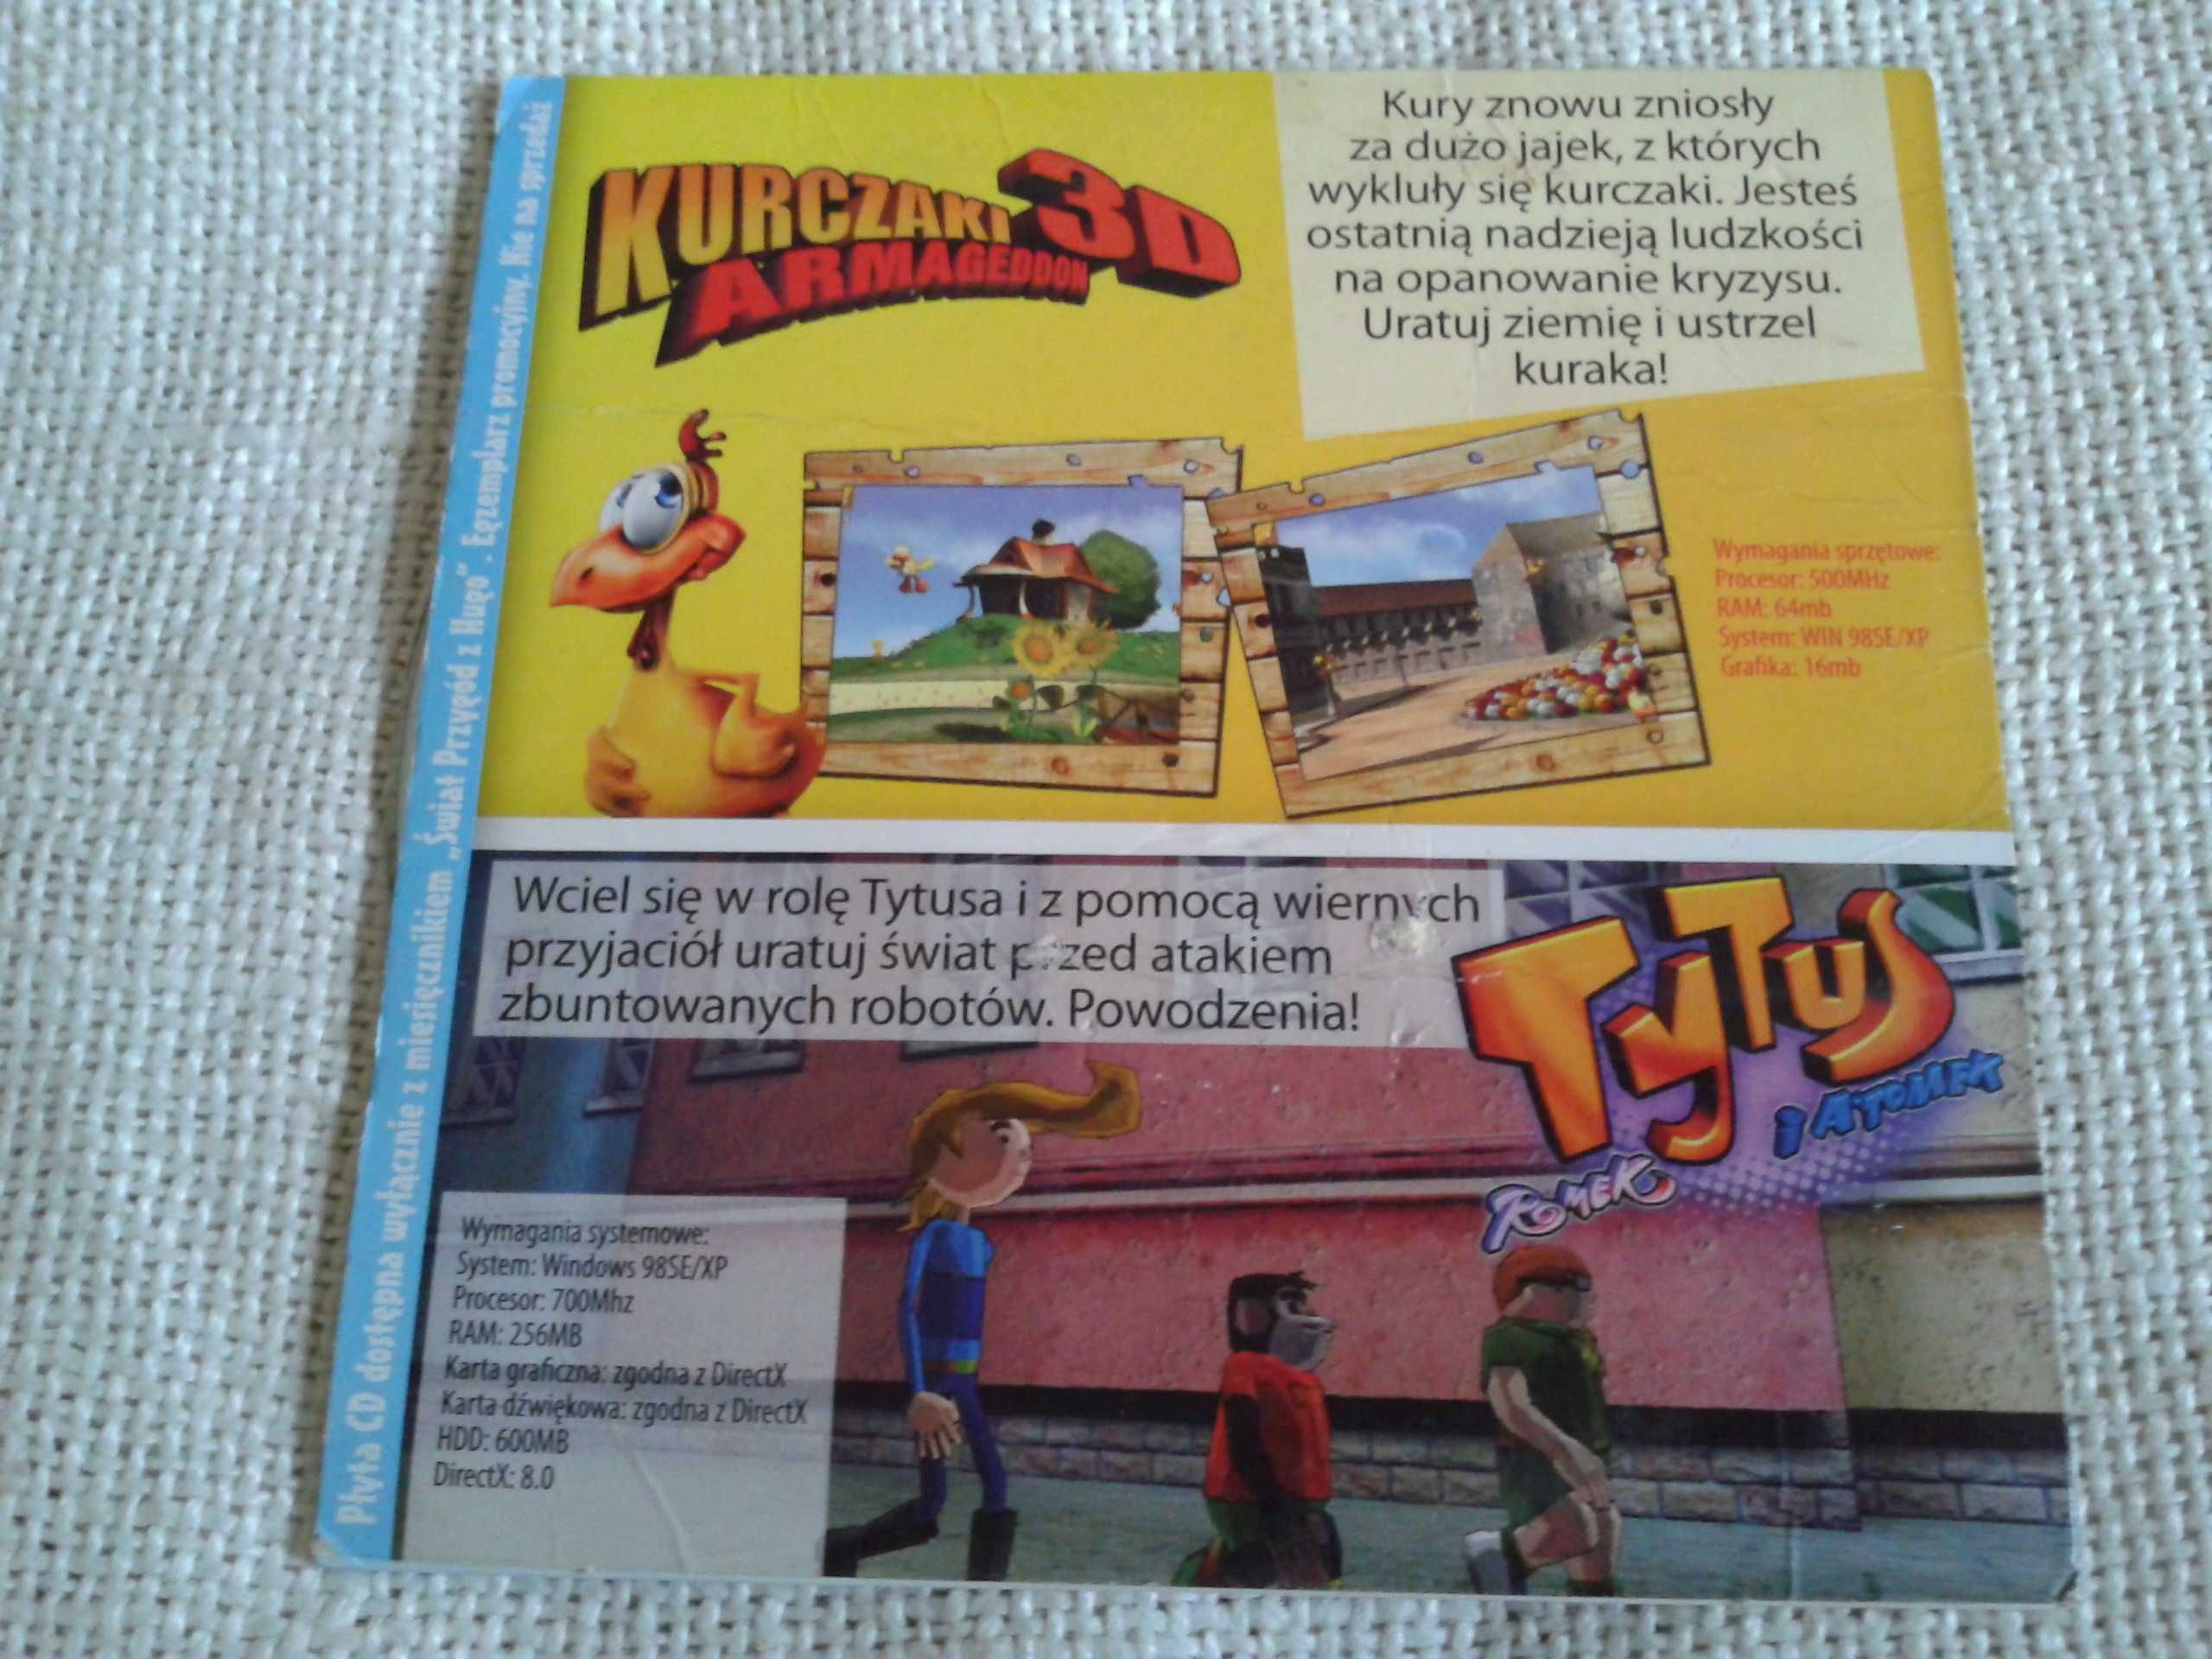 KURCZAKI 3D
ARMAGEDDON
Kury znowu zniosły
za dużo jajek, z których
wykluły się kurczaki. Jesteś
ostatnią nadzieją ludzkości
na opanowanie kryzysu.
Uratuj ziemię i ustrzel
kuraka!
Wymagania sprzętowe:
Procesor: 500MHz
RAM: 64mb
System: WIN 98SE/XP
Grafika: 16mb
Płyta CD dostępna wyłącznie z miesięcznikiem „Świat Przygód z Hugo". Egzemplarz promocyjny. Nie na sprzedaż
Wciel się w rolę Tytusa i z pomocą wiernych
przyjaciół uratuj świat przed atakiem
zbuntowanych robotów. Powodzenia!
TYTUS
ROMEK
i ATOMEK
Wymagania systemowe:
System: Windows 98SE/XP
Procesor: 700Mhz
RAM: 256MB
Karta graficzna: zgodna z DirectX
Karta dźwiękowa: zgodna z DirectX
HDD: 600MB
DirectX: 8.0